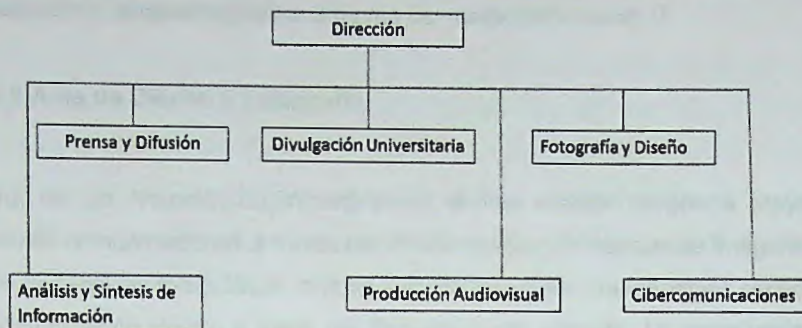 Dirección
Prensa y Difusión
Divulgación Universitaria
Fotografía y Diseño
Análisis y Síntesis de
Información
Producción Audiovisual
Cibercomunicaciones